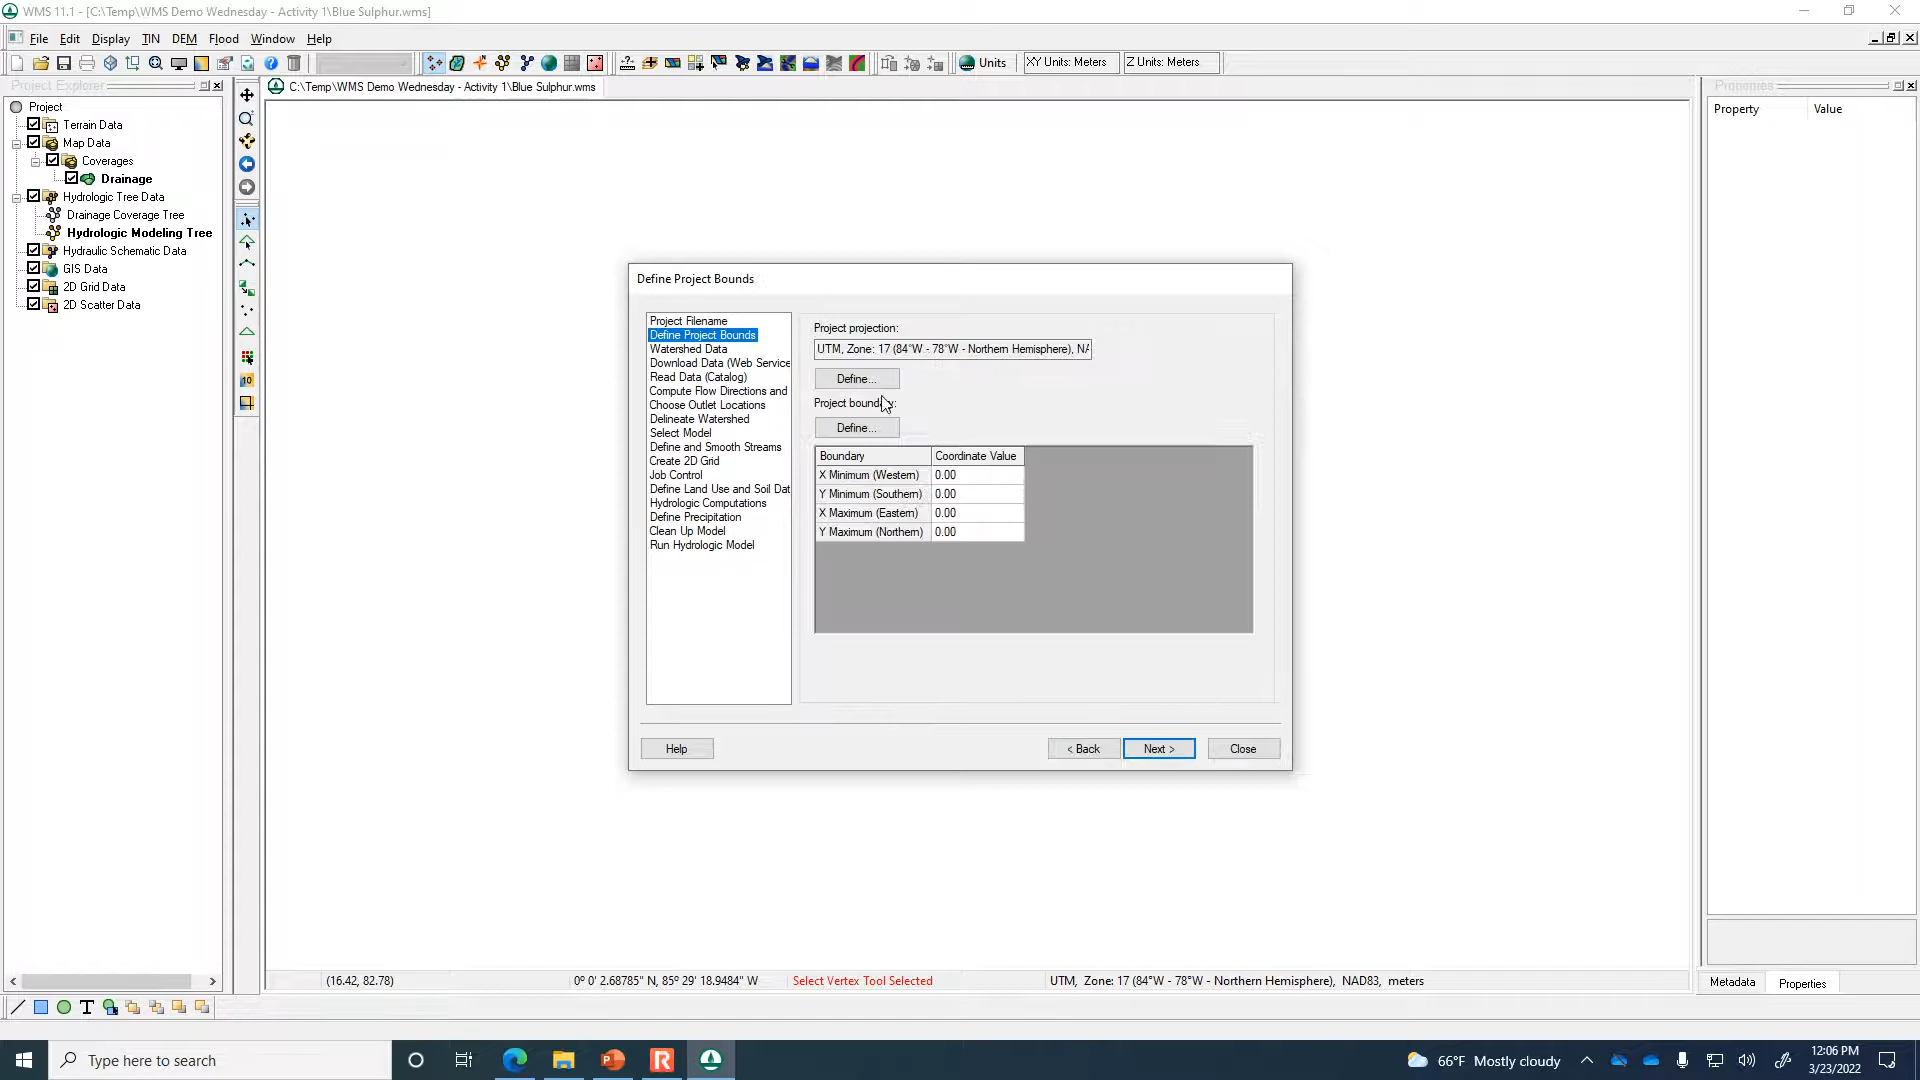 WMS 11.1 - [C:\Temp\WMS Demo Wednesday - Activity 1\Blue Sulphur.wms]
File Edit Display TIN DEM Flood Window Help
Units
XY Units: Meters
Z Units: Meters
Project Explorer
C:\Temp\WMS Demo Wednesday - Activity 1\Blue Sulphur.wms
Properties
Project
Terrain Data
Map Data
Coverages
Drainage
Hydrologic Tree Data
Drainage Coverage Tree
Hydrologic Modeling Tree
Hydraulic Schematic Data
GIS Data
2D Grid Data
2D Scatter Data
10
Property Value
Define Project Bounds
Project Filename
Define Project Bounds
Watershed Data
Download Data (Web Service
Read Data (Catalog)
Compute Flow Directions and
Choose Outlet Locations
Delineate Watershed
Select Model
Define and Smooth Streams
Create 2D Grid
Job Control
Define Land Use and Soil Dat
Hydrologic Computations
Define Precipitation
Clean Up Model
Run Hydrologic Model
Project projection:
UTM, Zone: 17 (84°W - 78°W - Northern Hemisphere), NA
Define...
Project boundary:
Define...
Boundary Coordinate Value
X Minimum (Western) 0.00
Y Minimum (Southern) 0.00
X Maximum (Eastern) 0.00
Y Maximum (Northern) 0.00
Help
< Back
Next >
Close
(16.42, 82.78)
0º 0' 2.68785" N, 85º 29' 18.9484" W
Select Vertex Tool Selected
UTM, Zone: 17 (84°W - 78°W - Northern Hemisphere), NAD83, meters
Metadata Properties
T
Type here to search
66°F Mostly cloudy
12:06 PM
3/23/2022